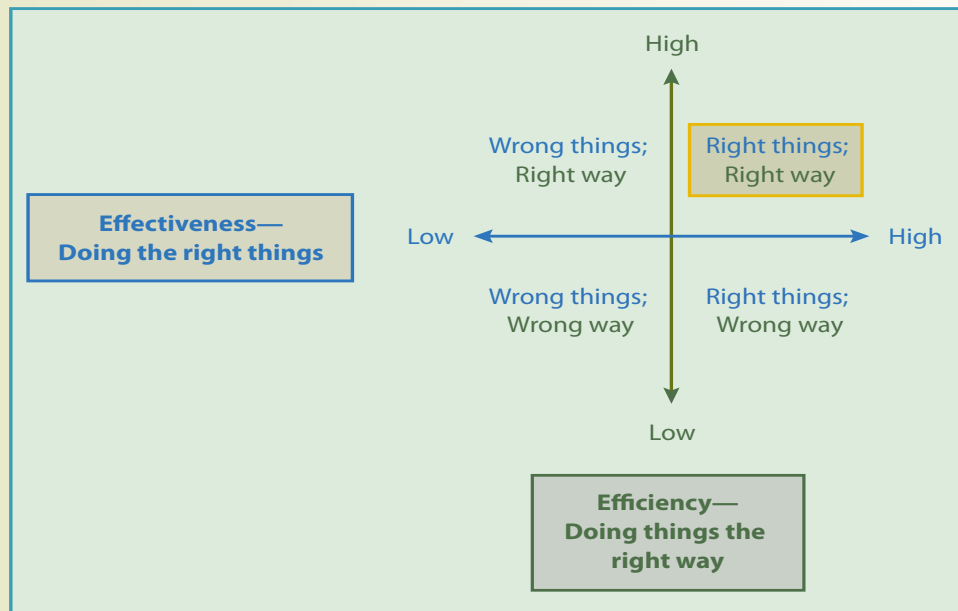 High
Wrong things;
Right way
Right things;
Right way
Effectiveness—
Doing the right things
Low
High
Wrong things;
Wrong way
Right things;
Wrong way
Low
Efficiency—
Doing things the
right way